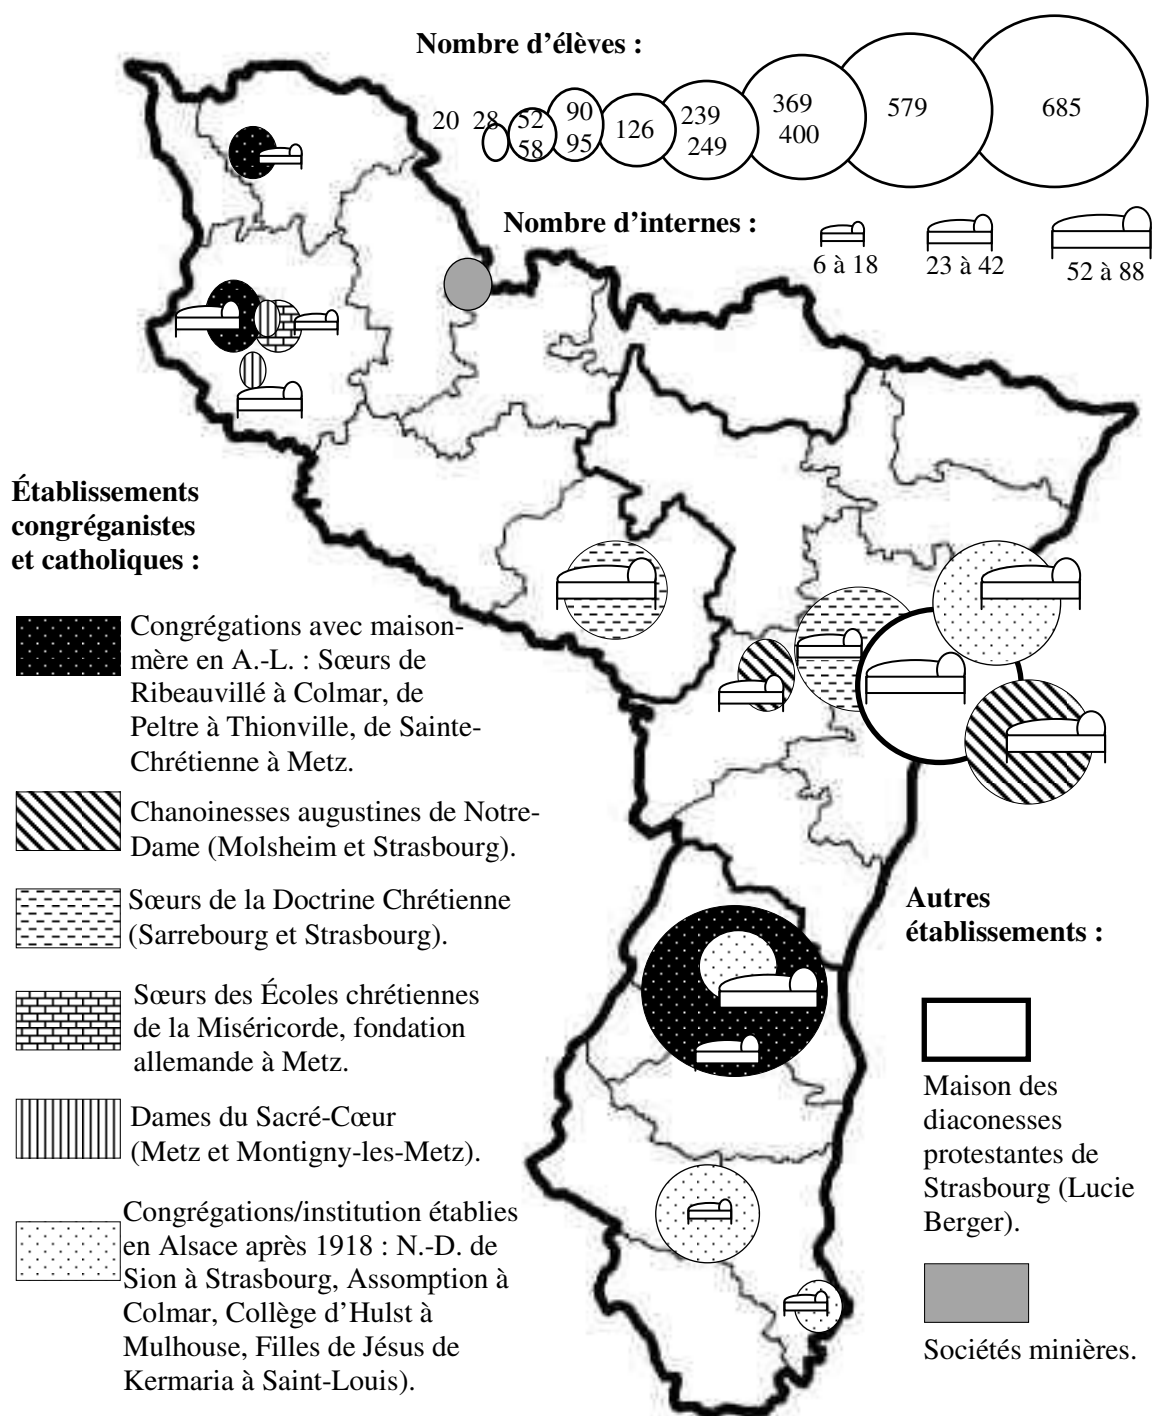 Nombre d’élèves :
20 28 52 58 90 95 126 239 249 369 400 579 685
Nombre d’internes :
6 à 18
23 à 42
52 à 88
Établissements
congréganistes
et catholiques :
Congrégations avec maison-
mère en A.-L. : Sœurs de
Ribeauvillé à Colmar, de
Peltre à Thionville, de Sainte-
Chrétienne à Metz.
Chanoinesses augustines de Notre-
Dame (Molsheim et Strasbourg).
Sœurs de la Doctrine Chrétienne
(Sarrebourg et Strasbourg).
Sœurs des Écoles chrétiennes
de la Miséricorde, fondation
allemande à Metz.
Dames du Sacré-Cœur
(Metz et Montigny-les-Metz).
Congrégations/institution établies
en Alsace après 1918 : N.-D. de
Sion à Strasbourg, Assomption à
Colmar, Collège d’Hulst à
Mulhouse, Filles de Jésus de
Kermaria à Saint-Louis).
Autres
établissements :
Maison des
diaconesses
protestantes de
Strasbourg (Lucie
Berger).
Sociétés minières.